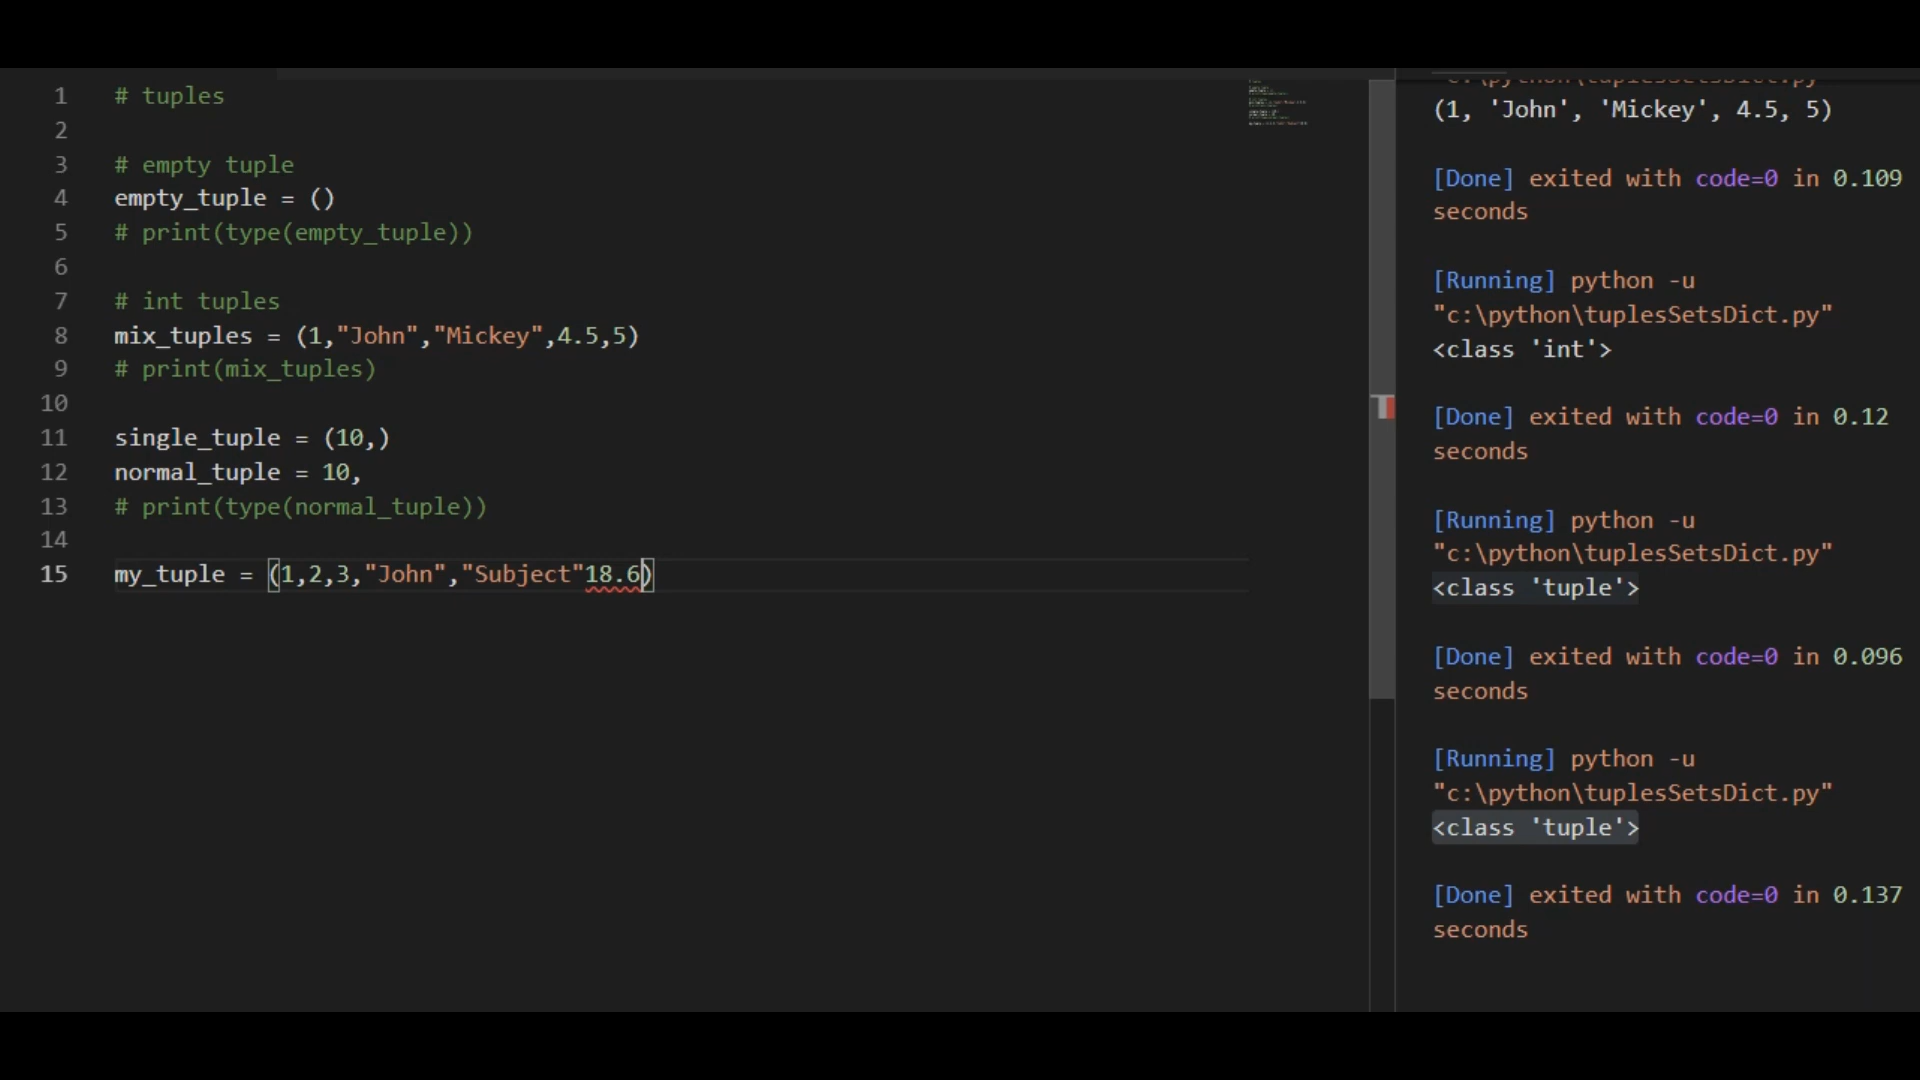 1 # tuples
2
3 # empty tuple
4 empty_tuple = ()
5 # print(type(empty_tuple))
6
7 # int tuples
8 mix_tuples = (1,"John","Mickey",4.5,5)
9 # print(mix_tuples)
10
11 single_tuple = (10,)
12 normal_tuple = 10,
13 # print(type(normal_tuple))
14
15 my_tuple = (1,2,3,"John","Subject"18.6)
"c:\python\tuplesSetsDict.py"
(1, 'John', 'Mickey', 4.5, 5)
[Done] exited with code=0 in 0.109
seconds
[Running] python -u
"c:\python\tuplesSetsDict.py"
<class 'int'>
[Done] exited with code=0 in 0.12
seconds
[Running] python -u
"c:\python\tuplesSetsDict.py"
<class 'tuple'>
[Done] exited with code=0 in 0.096
seconds
[Running] python -u
"c:\python\tuplesSetsDict.py"
<class 'tuple'>
[Done] exited with code=0 in 0.137
seconds